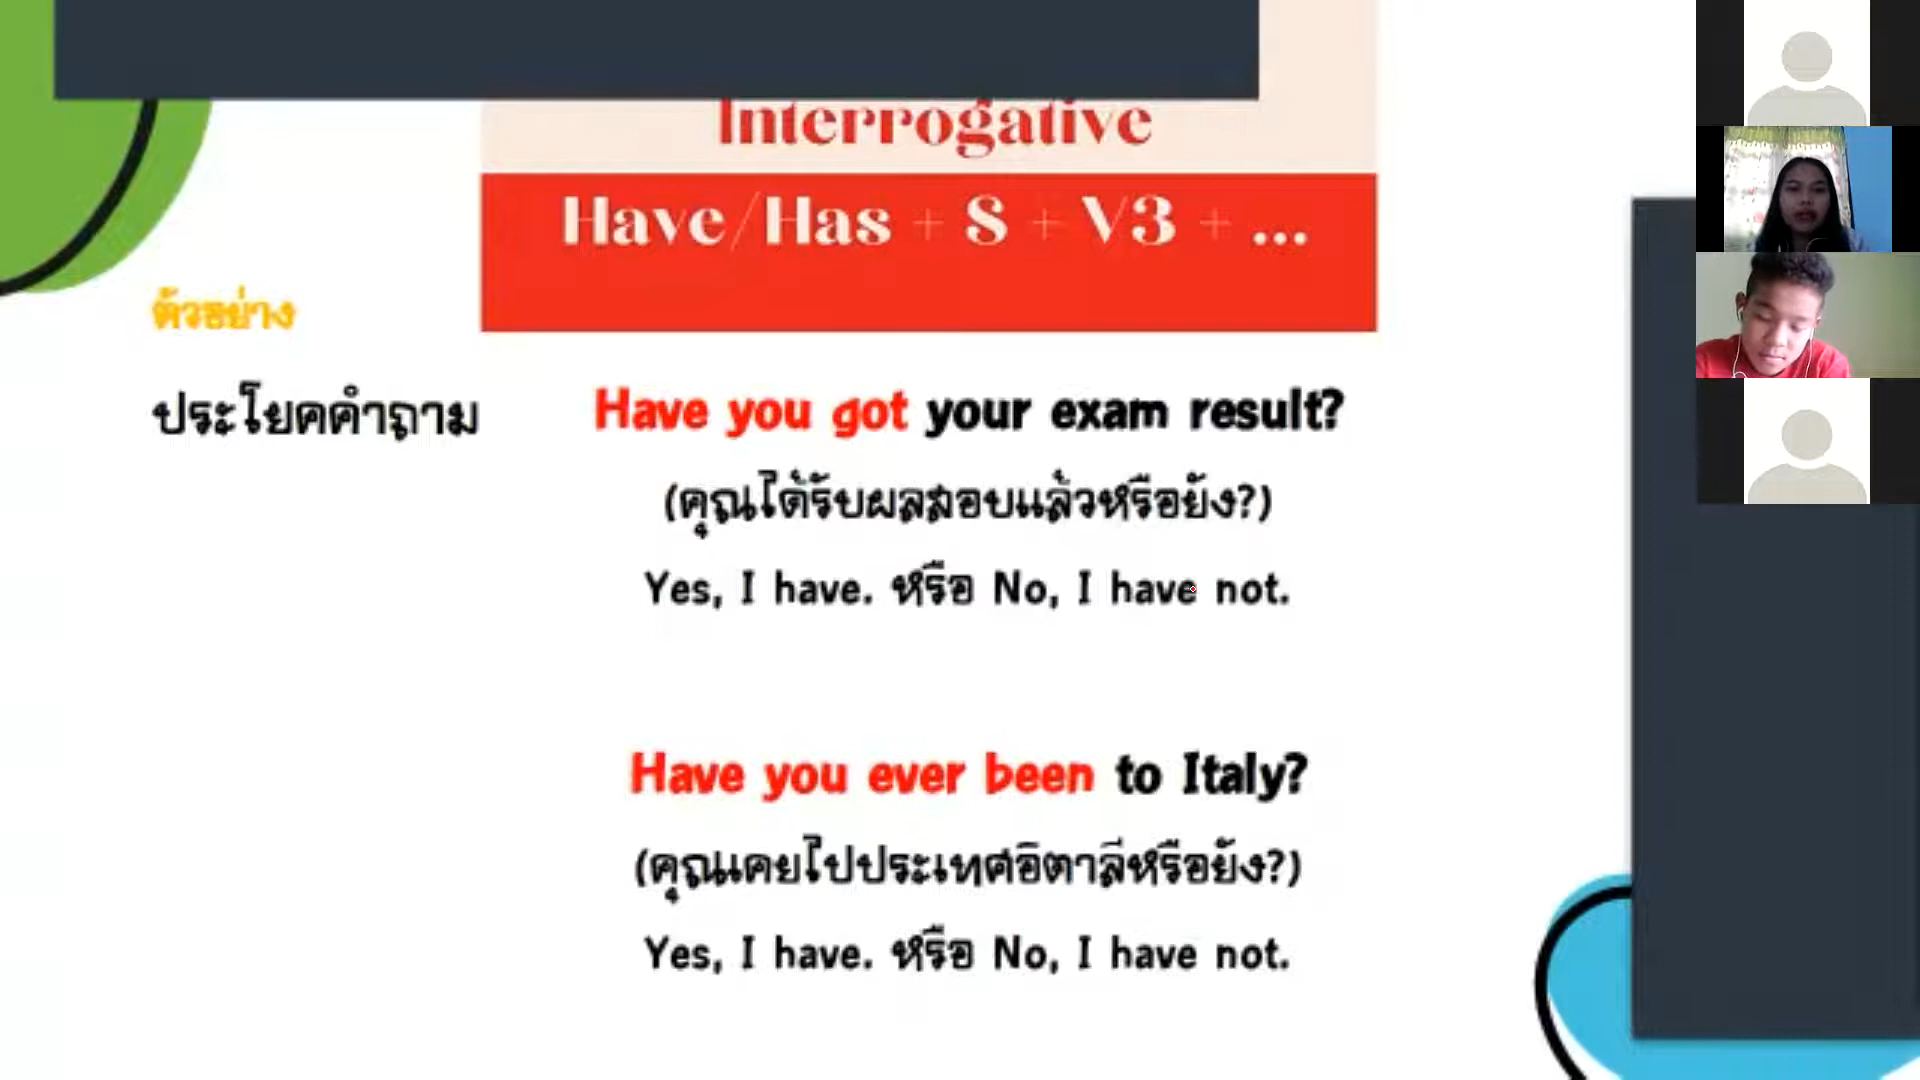 Interrogative
Have/Has + S + V3 + ...
ตัวอย่าง
ประโยคคำถาม
Have you got your exam result?
(คุณได้รับผลสอบแล้วหรือยัง?)
Yes, I have. หรือ No, I have not.
Have you ever been to Italy?
(คุณเคยไปประเทศอิตาลีหรือยัง?)
Yes, I have. หรือ No, I have not.